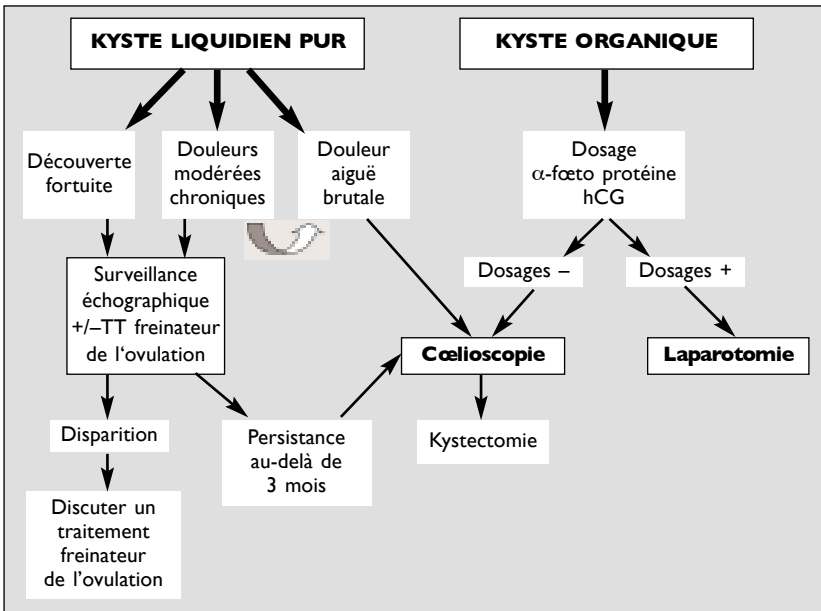 KYSTE LIQUIDIEN PUR
KYSTE ORGANIQUE
Découverte
fortuite
Douleurs
modérées
chroniques
Douleur
aiguë
brutale
Dosage
α-fœto protéine
hCG
Surveillance
échographique
+/–TT freinateur
de l‘ovulation
Dosages –
Dosages +
Cœlioscopie
Laparotomie
Disparition
Persistance
au-delà de
3 mois
Kystectomie
Discuter un
traitement
freinateur
de l’ovulation